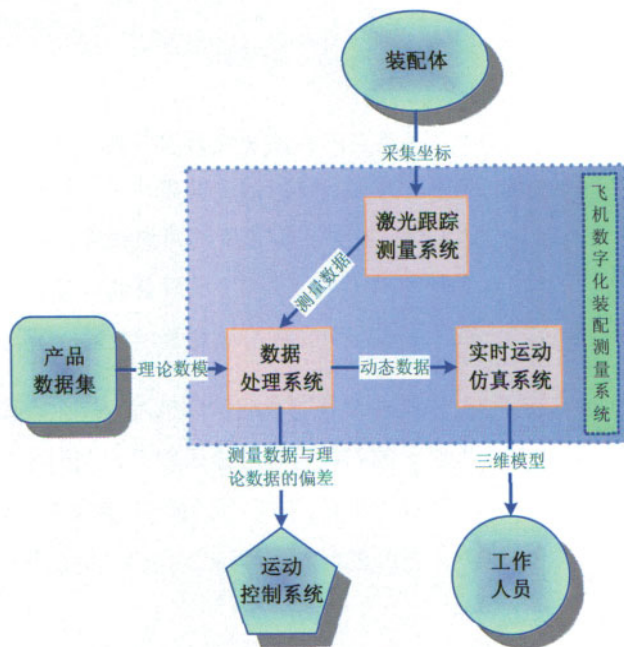 装配体
采集坐标
激光跟踪
测量系统
飞机数字化装配测量系统
测量数据
产品
数据集
理论数模
数据
处理系统
动态数据
实时运动
仿真系统
测量数据与理
论数据的偏差
三维模型
运动
控制系统
工作
人员